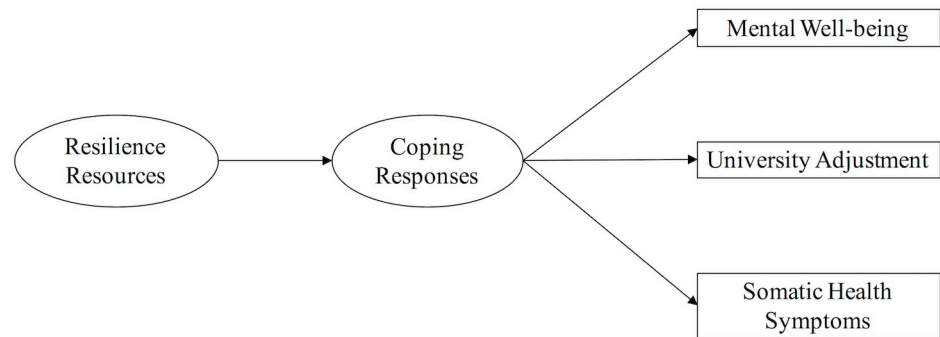 Mental Well-being
Resilience
Resources
Coping
Responses
University Adjustment
Somatic Health
Symptoms